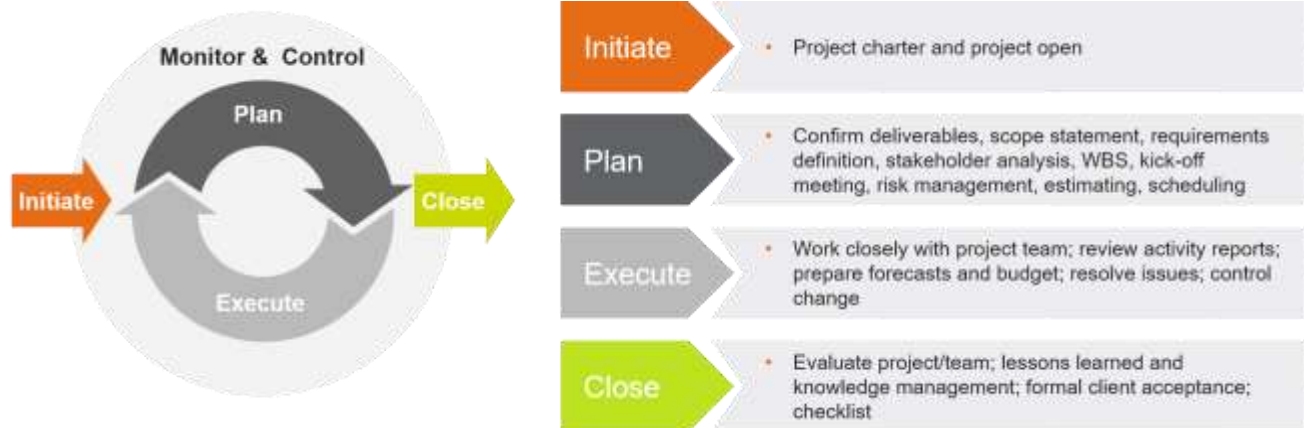 Monitor & Control
Plan
Initiate
Close
Execute
Initiate
• Project charter and project open
Plan
• Confirm deliverables, scope statement, requirements
definition, stakeholder analysis, WBS, kick-off
meeting, risk management, estimating, scheduling
Execute
• Work closely with project team; review activity reports;
prepare forecasts and budget; resolve issues; control
change
Close
• Evaluate project/team; lessons learned and
knowledge management; formal client acceptance;
checklist